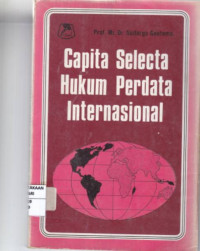 Prof. Mr. Dr. Sudargo Gautama
Capita Selecta
Hukum Perdata
Internasional